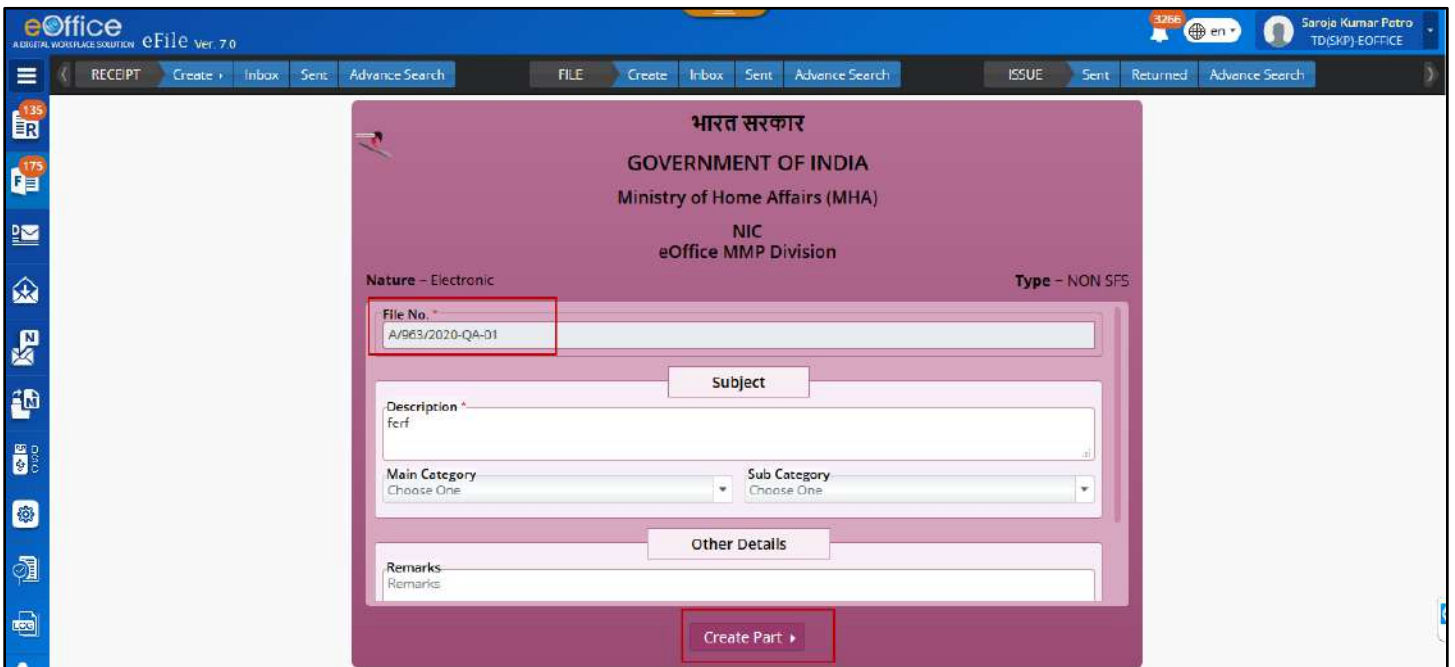 eOffice
A DIGITAL WORKPLACE SOLUTION eFile Ver. 7.0
3266
en
Saroja Kumar Patro
TD(SKP)-EOFFICE
RECEIPT Create Inbox Sent Advance Search FILE Create Inbox Sent Advance Search ISSUE Sent Returned Advance Search
135
R
175
F
D
N
N
DSC
LOG
भारत सरकार
GOVERNMENT OF INDIA
Ministry of Home Affairs (MHA)
NIC
eOffice MMP Division
Nature – Electronic Type – NON SFS
File No. *
A/963/2020-QA-01
Subject
Description *
ferf
Main Category Sub Category
Choose One Choose One
Other Details
Remarks
Remarks
Create Part